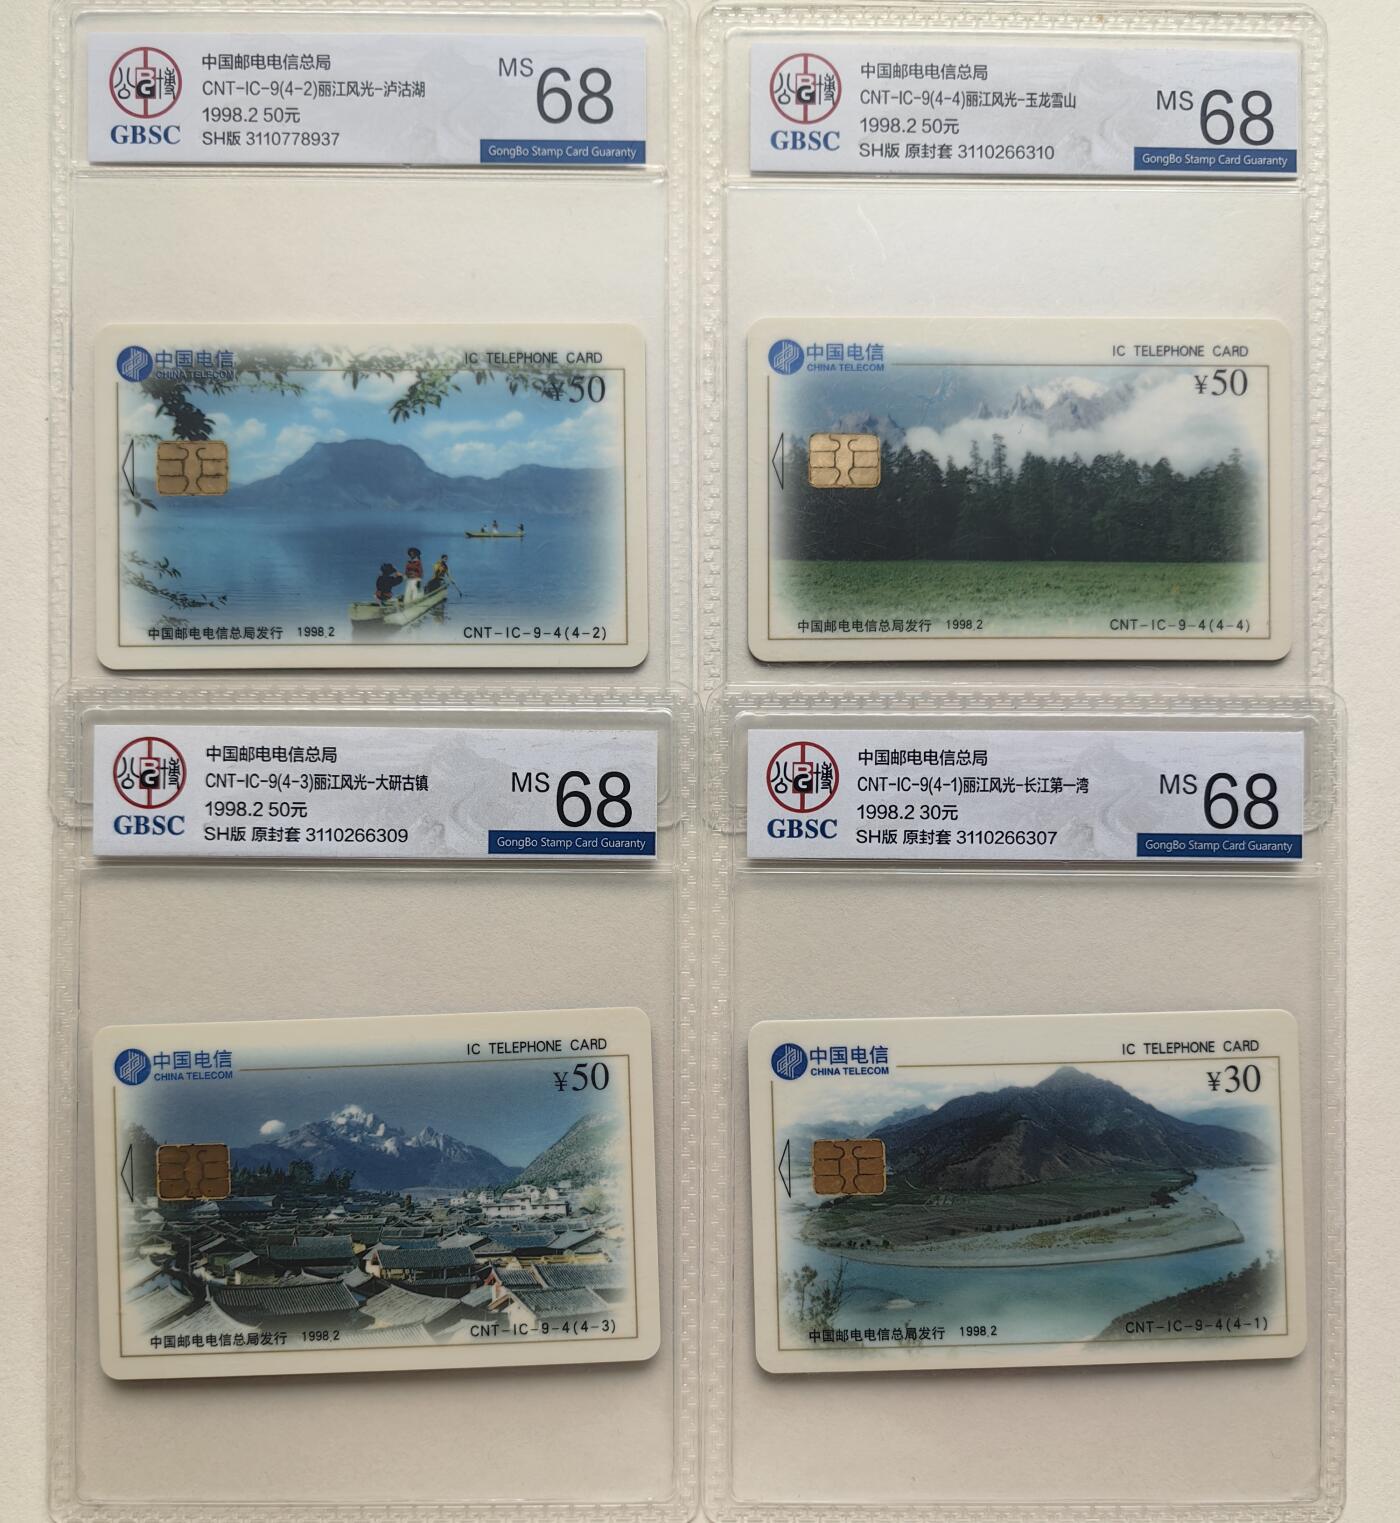 中国邮电电信总局
CNT-IC-9(4-2)丽江风光-泸沽湖
1998.2 50元
SH版 3110778937
MS 68
GBSC
GongBo Stamp Card Guaranty
中国电信
CHINA TELECOM
IC TELEPHONE CARD
¥50
中国邮电电信总局发行 1998.2
CNT-IC-9-4(4-2)
中国邮电电信总局
CNT-IC-9(4-4)丽江风光-玉龙雪山
1998.2 50元
SH版 原封套 3110266310
MS 68
GBSC
GongBo Stamp Card Guaranty
中国电信
CHINA TELECOM
IC TELEPHONE CARD
¥50
中国邮电电信总局发行 1998.2
CNT-IC-9-4(4-4)
中国邮电电信总局
CNT-IC-9(4-3)丽江风光-大研古镇
1998.2 50元
SH版 原封套 3110266309
MS 68
GBSC
GongBo Stamp Card Guaranty
中国电信
CHINA TELECOM
IC TELEPHONE CARD
¥50
中国邮电电信总局发行 1998.2
CNT-IC-9-4(4-3)
中国邮电电信总局
CNT-IC-9(4-1)丽江风光-长江第一湾
1998.2 30元
SH版 原封套 3110266307
MS 68
GBSC
GongBo Stamp Card Guaranty
中国电信
CHINA TELECOM
IC TELEPHONE CARD
¥30
中国邮电电信总局发行 1998.2
CNT-IC-9-4(4-1)